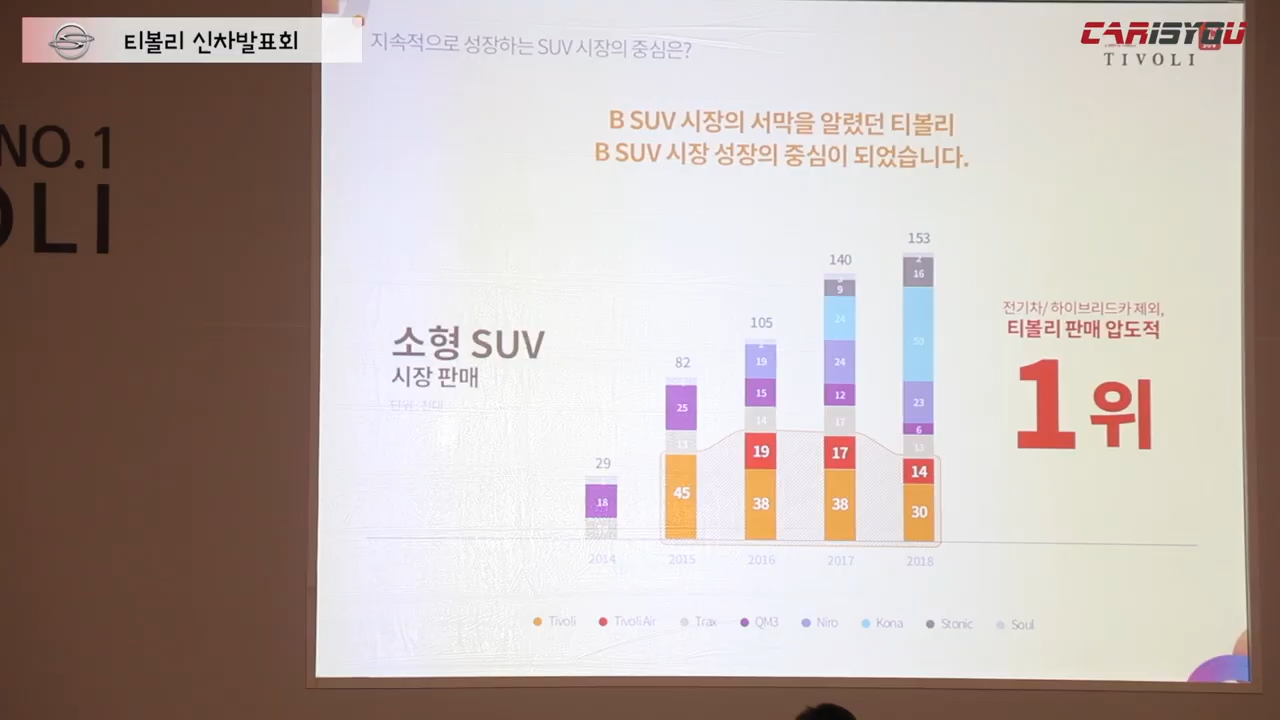 티볼리 신차발표회
지속적으로 성장하는 SUV 시장의 중심은?
CARISYOU
TIVOLI
NO.1
OLI
B SUV 시장의 서막을 알렸던 티볼리
B SUV 시장 성장의 중심이 되었습니다.
소형 SUV
시장 판매
단위 : 천대
29
18
2014
82
25
13
45
2015
105
2
19
15
14
19
38
2016
140
9
24
24
12
17
17
38
2017
153
2
16
50
23
6
13
14
30
2018
전기차/ 하이브리드카 제외,
티볼리 판매 압도적
1위
Tivoli Tivoli Air Trax QM3 Niro Kona Stonic Soul